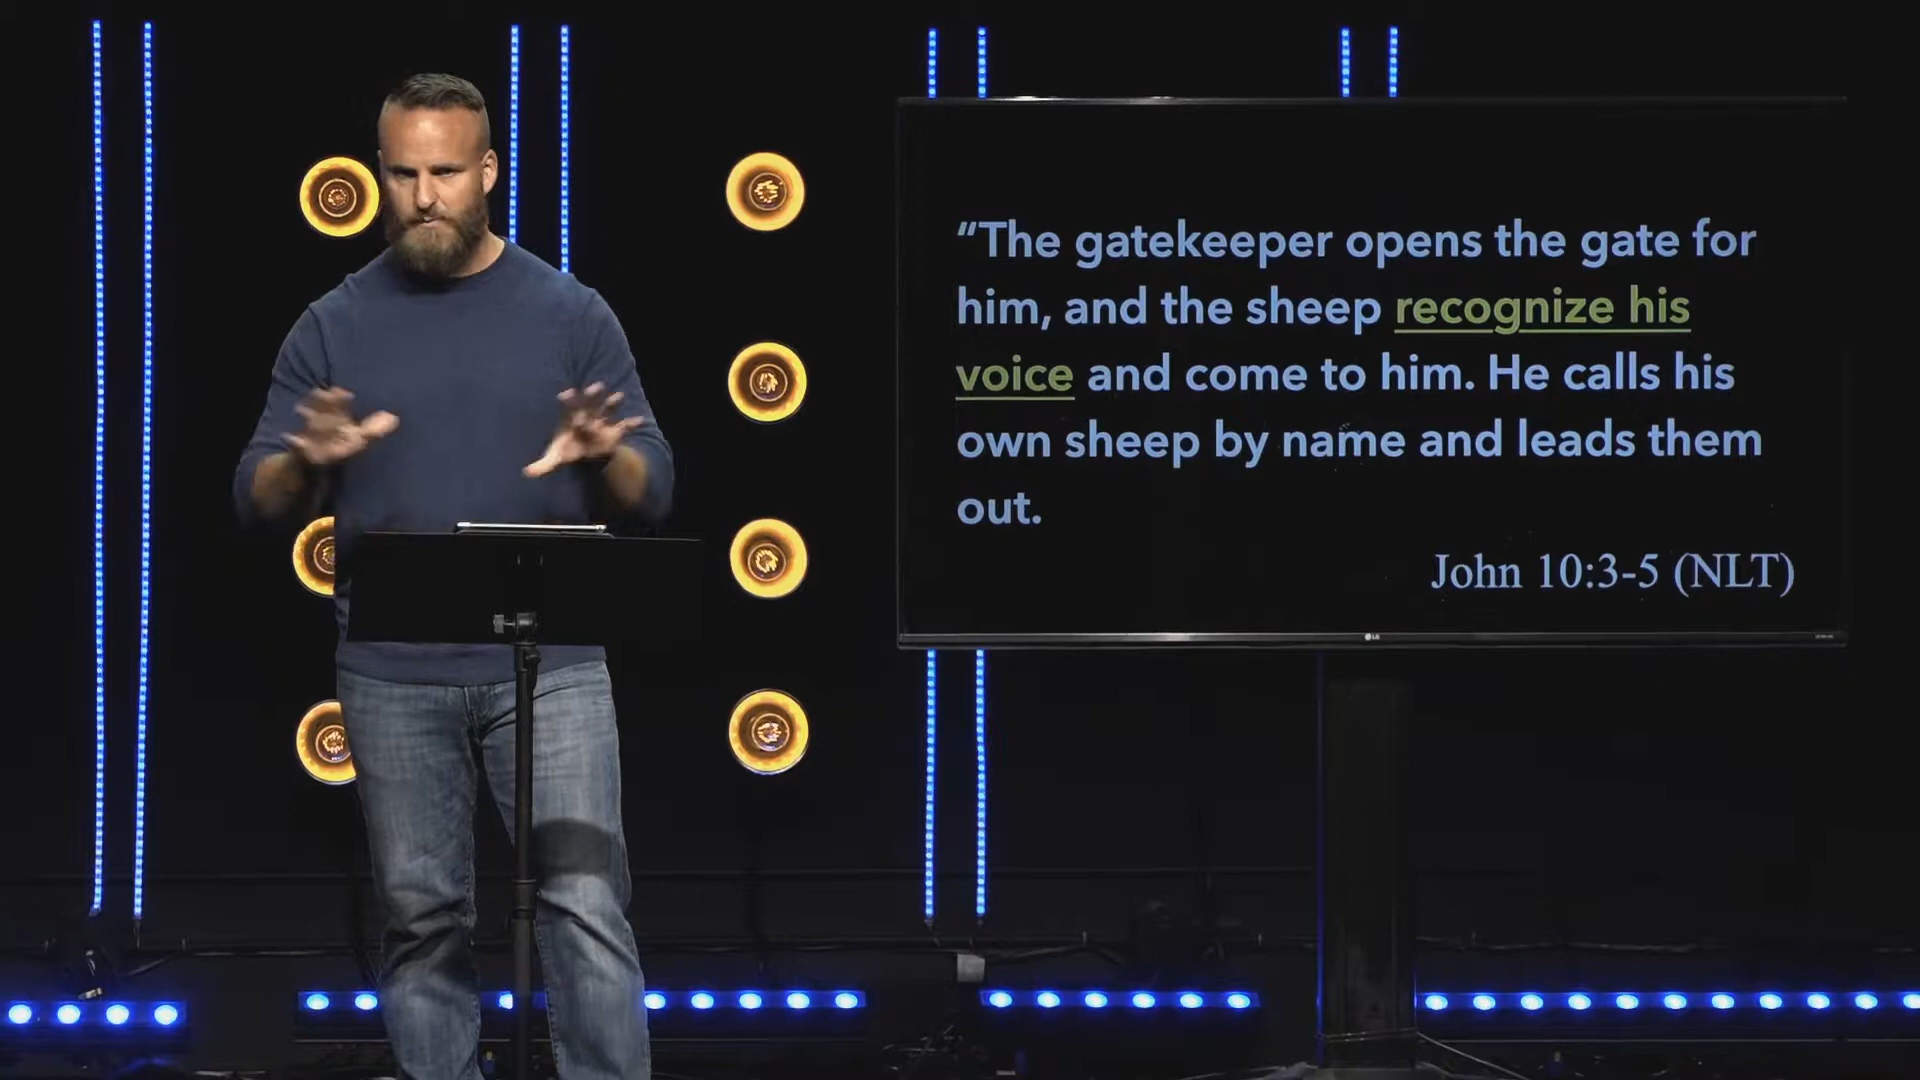 “The gatekeeper opens the gate for
him, and the sheep recognize his
voice and come to him. He calls his
own sheep by name and leads them
out.
John 10:3-5 (NLT)
LG